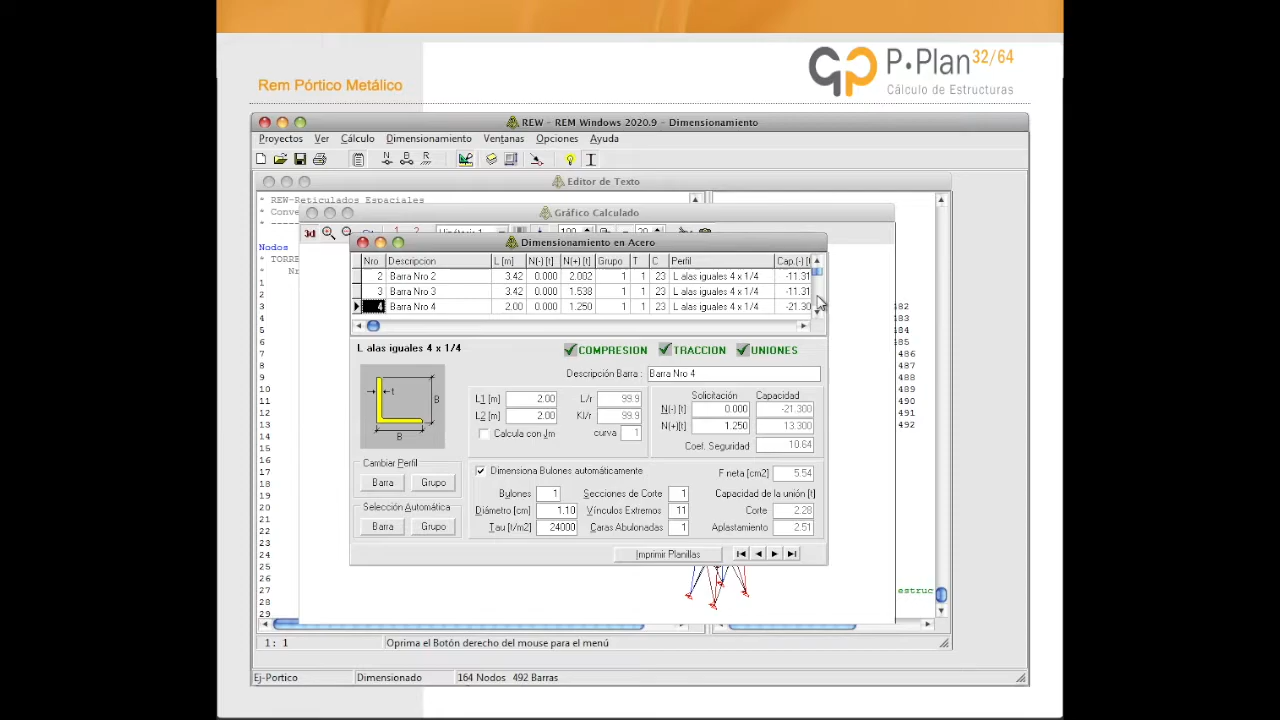 P·Plan 32/64
Cálculo de Estructuras
Rem Pórtico Metálico
REW - REM Windows 2020.9 - Dimensionamiento
Proyectos Ver Cálculo Dimensionamiento Ventanas Opciones Ayuda
N B R
Editor de Texto
* REW-Reticulados Espaciales
* Conve
Gráfico Calculado
3d
Nodos
* TORRE
Dimensionamiento en Acero
Nro Descripcion L [m] N(-) [t] N(+) [t] Grupo T C Perfil Cap.(-) [t
2 Barra Nro 2 3.42 0.000 2.002 1 1 23 L alas iguales 4 x 1/4 -11.31
3 Barra Nro 3 3.42 0.000 1.538 1 1 23 L alas iguales 4 x 1/4 -11.31
4 Barra Nro 4 2.00 0.000 1.250 1 1 23 L alas iguales 4 x 1/4 -21.30
L alas iguales 4 x 1/4
COMPRESION TRACCION UNIONES
Descripción Barra : Barra Nro 4
t
B
B
L1 [m] 2.00 L/r 99.9
L2 [m] 2.00 Kl/r 99.9
Calcula con Jm curva 1
Solicitación Capacidad
N(-) [t] 0.000 -21.300
N(+)[t] 1.250 13.300
Coef. Seguridad 10.64
Cambiar Perfil
Barra Grupo
Selección Automática
Barra Grupo
Dimensiona Bulones automáticamente F neta [cm2] 5.54
Bulones 1 Secciones de Corte 1 Capacidad de la unión [t]
Diámetro [cm] 1.10 Vínculos Extremos 11 Corte 2.28
Tau [t/m2] 24000 Caras Abulonadas 1 Aplastamiento 2.51
Imprimir Planillas
Nr
1
2
3
4
5
6
7
8
9
10
11
12
13
14
15
16
17
18
19
20
21
22
23
24
25
26
27
28
29
482
483
484
485
486
487
488
489
490
491
492
estruc
1: 1 Oprima el Botón derecho del mouse para el menú
Ej-Portico Dimensionado 164 Nodos 492 Barras